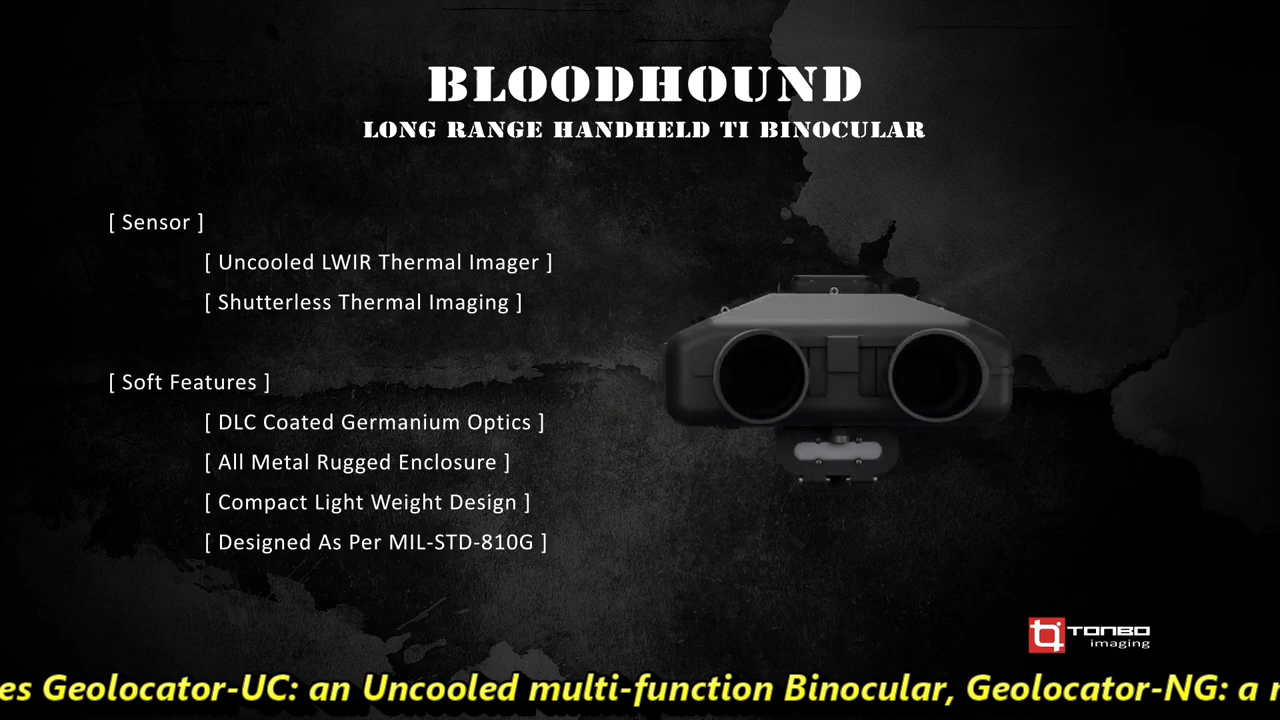 BLOODHOUND
LONG RANGE HANDHELD TI BINOCULAR
[ Sensor ]
[ Uncooled LWIR Thermal Imager ]
[ Shutterless Thermal Imaging ]
[ Soft Features ]
[ DLC Coated Germanium Optics ]
[ All Metal Rugged Enclosure ]
[ Compact Light Weight Design ]
[ Designed As Per MIL-STD-810G ]
TONBO
imaging
es Geolocator-UC: an Uncooled multi-function Binocular, Geolocator-NG: a